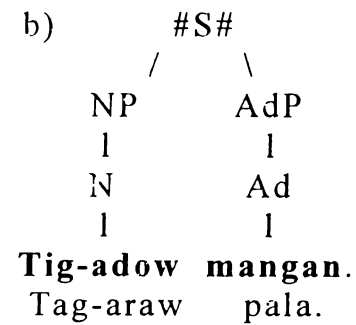 b) #S#
/ \
NP AdP
| |
N Ad
| |
Tig-adow mangan.
Tag-araw pala.